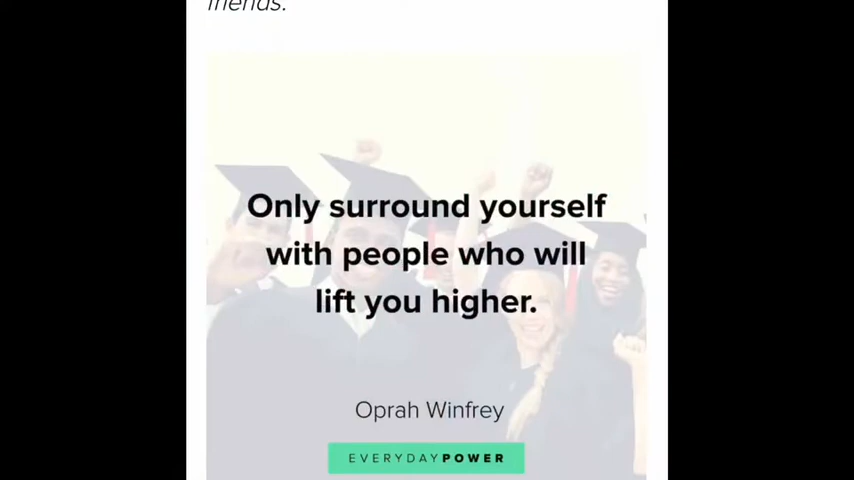 friends.
Only surround yourself
with people who will
lift you higher.
Oprah Winfrey
EVERYDAYPOWER